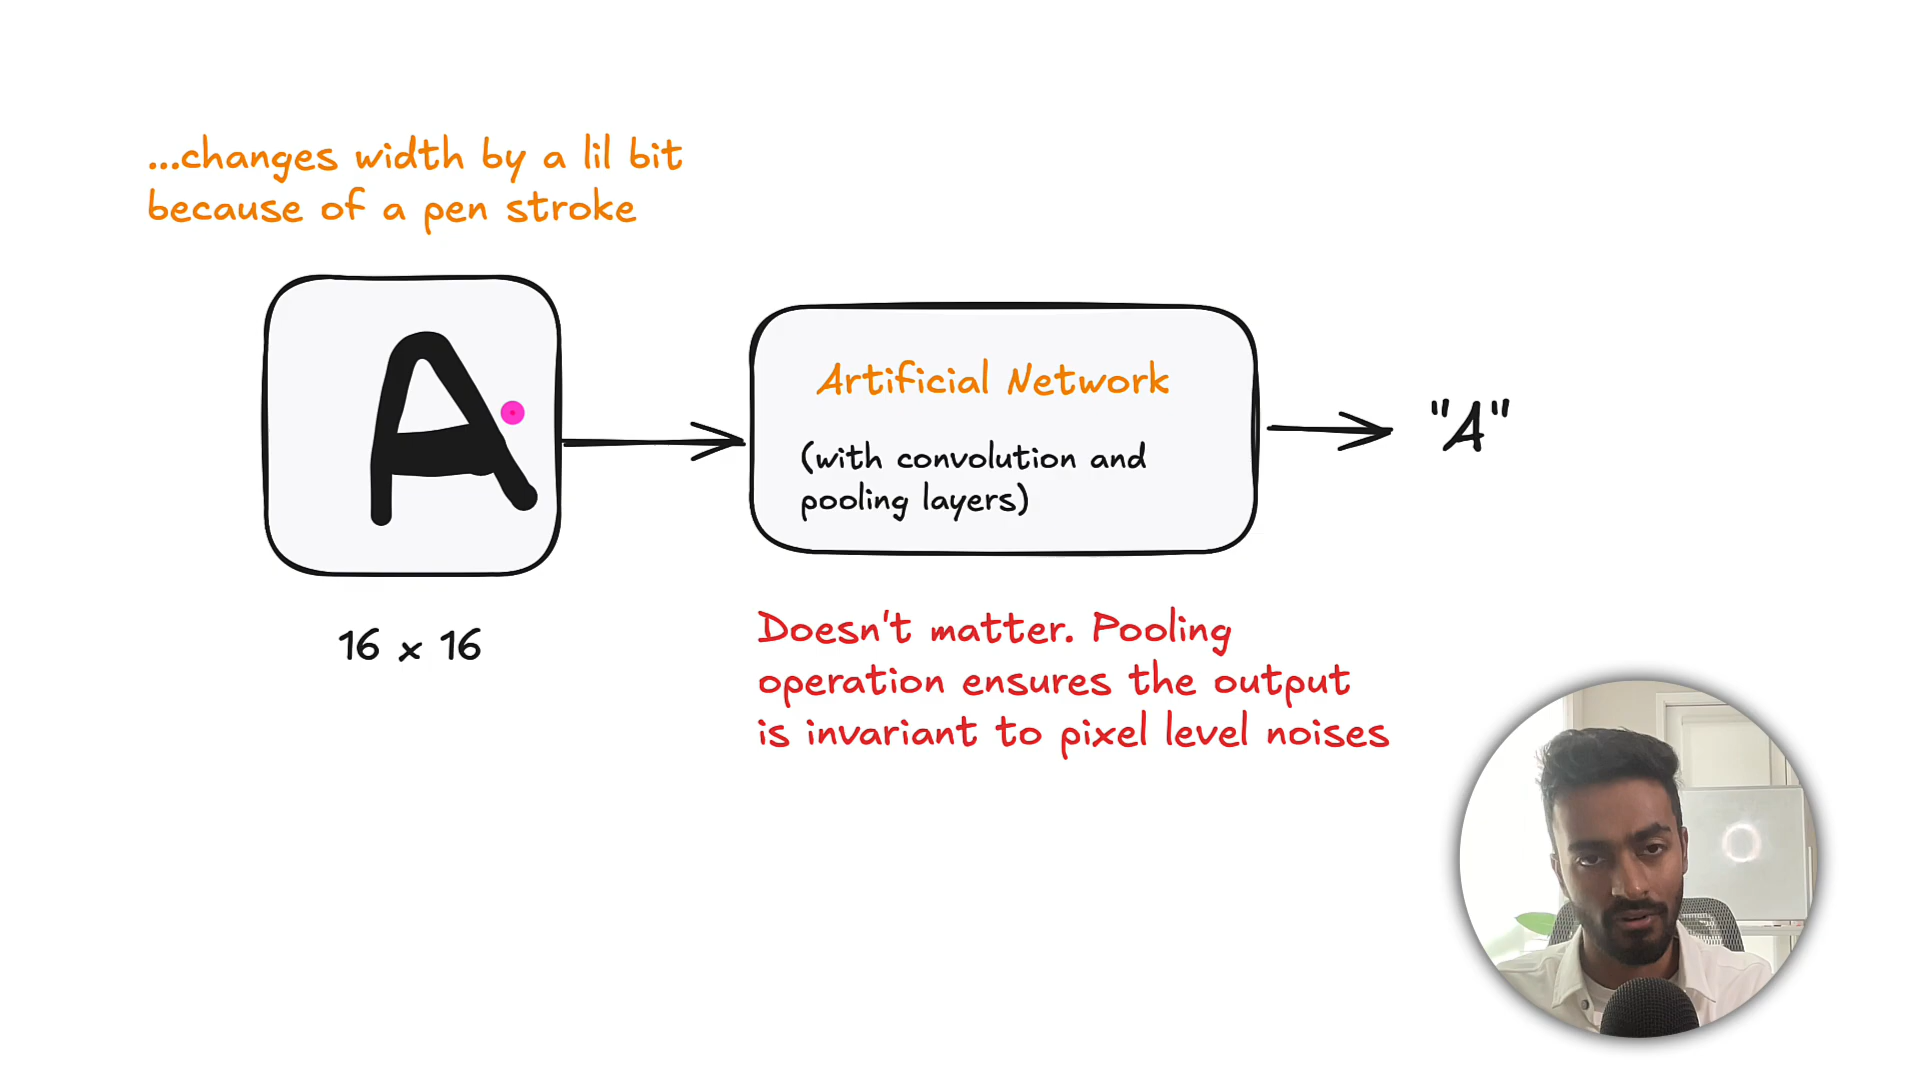 ...changes width by a lil bit
because of a pen stroke
A
16 x 16
Artificial Network
(with convolution and
pooling layers)
"A"
Doesn't matter. Pooling
operation ensures the output
is invariant to pixel level noises